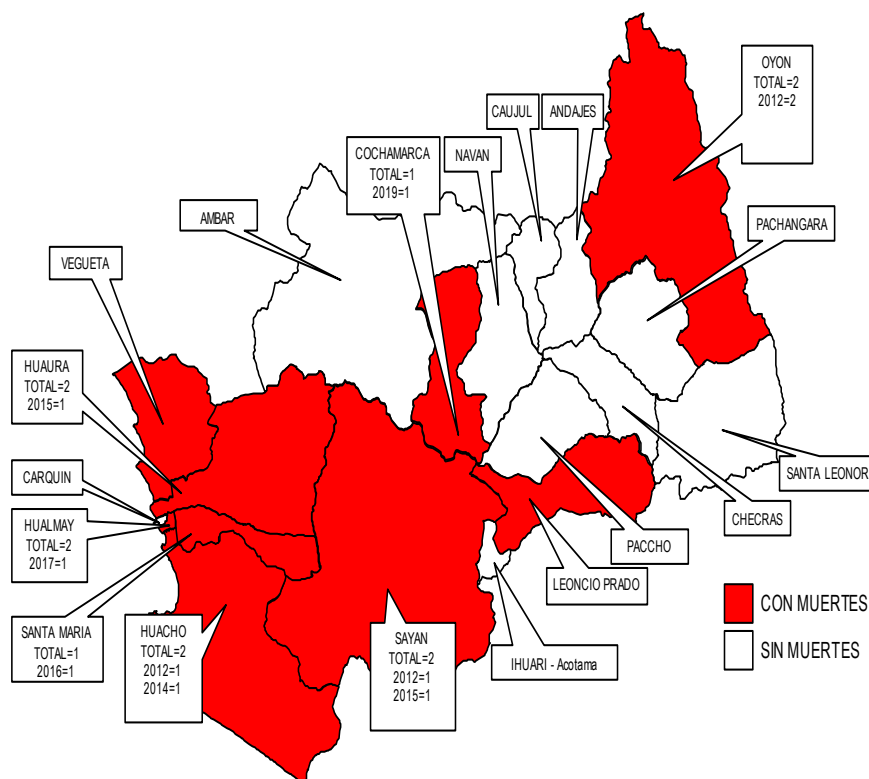 OYON
TOTAL=2
2012=2
CAUJUL
ANDAJES
COCHAMARCA
TOTAL=1
2019=1
NAVAN
AMBAR
PACHANGARA
VEGUETA
HUAURA
TOTAL=2
2015=1
CARQUIN
SANTA LEONOR
HUALMAY
TOTAL=2
2017=1
CHECRAS
PACCHO
LEONCIO PRADO
CON MUERTES
SANTA MARIA
TOTAL=1
2016=1
HUACHO
TOTAL=2
2012=1
2014=1
SAYAN
TOTAL=2
2012=1
2015=1
IHUARI - Acotama
SIN MUERTES